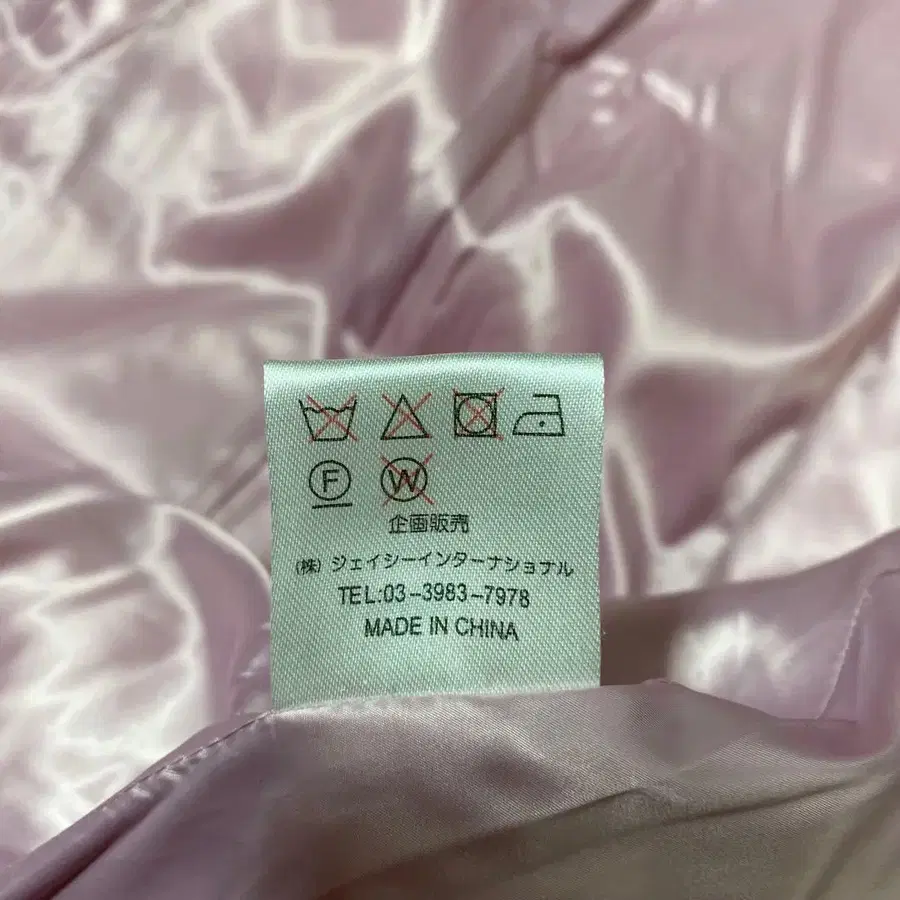 F W
企画販売
(株) ジェイシーインターナショナル
TEL:03-3983-7978
MADE IN CHINA